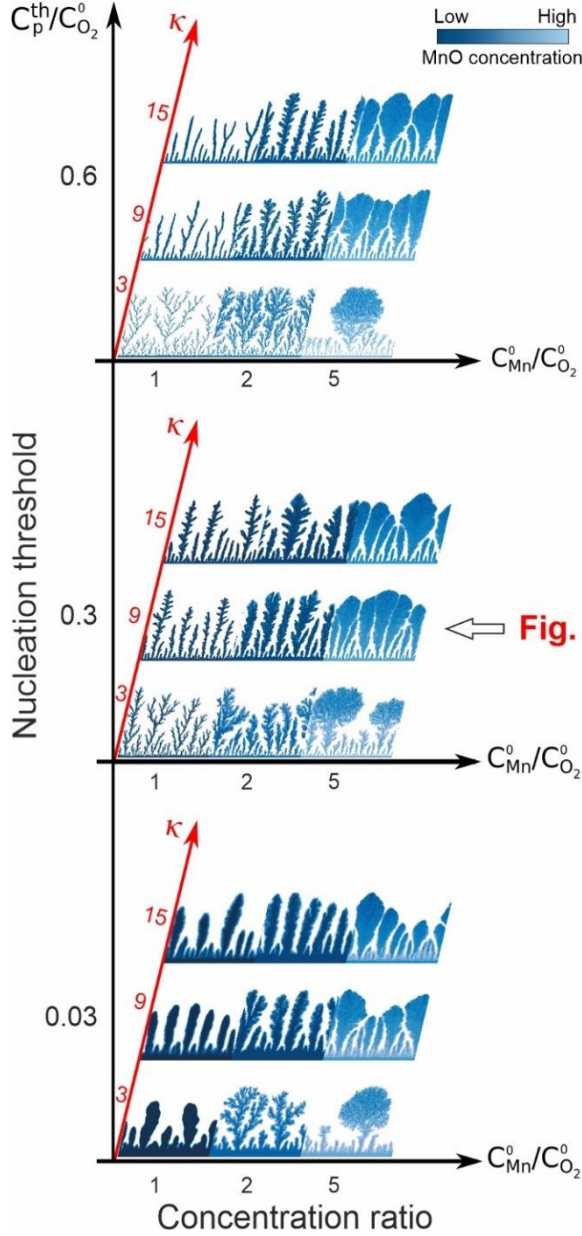 C_p^th/C_O₂^0
Low High
MnO concentration
κ
15
0.6
9
3
C_Mn^0/C_O₂^0
1 2 5
κ
15
Nucleation threshold
0.3
9
Fig.
3
C_Mn^0/C_O₂^0
1 2 5
κ
15
0.03
9
3
C_Mn^0/C_O₂^0
1 2 5
Concentration ratio